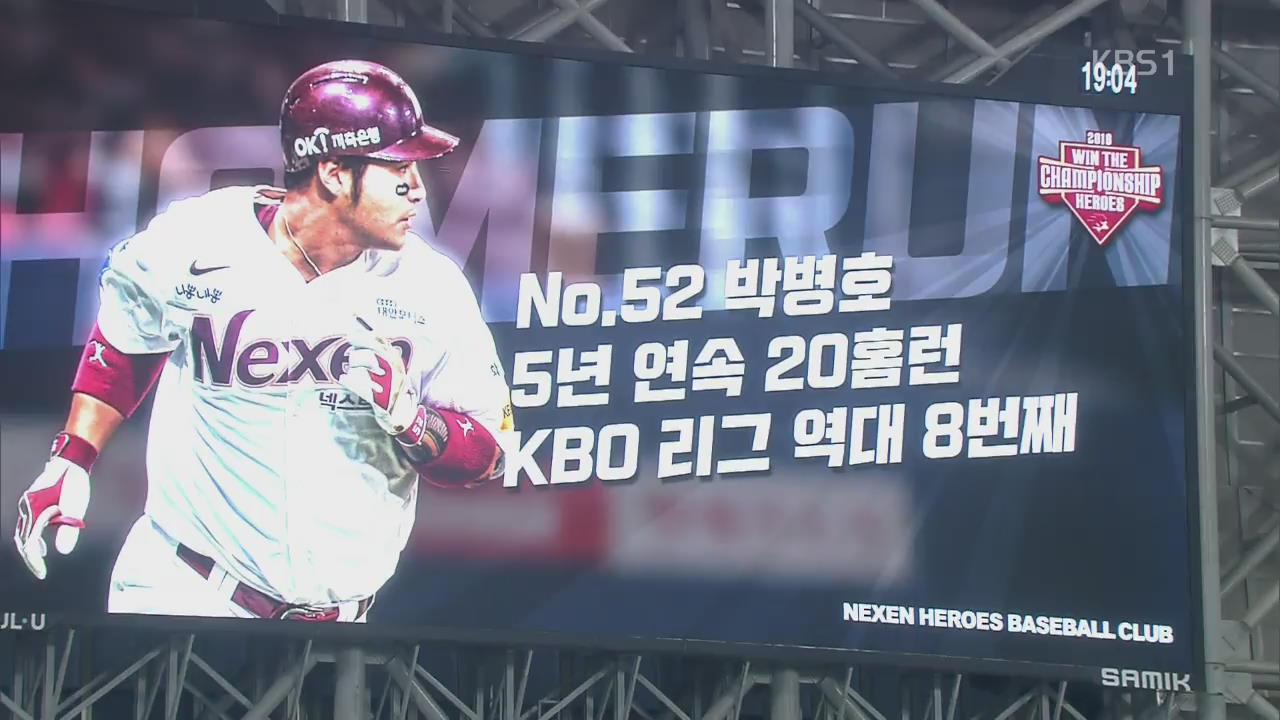 KBS1
19:04
HOMERUN
2018
WIN THE
CHAMPIONSHIP
HEROES
OK! 저축은행
No.52 박병호
5년 연속 20홈런
KBO 리그 역대 8번째
Nexen
NEXEN HEROES BASEBALL CLUB
SAMIK